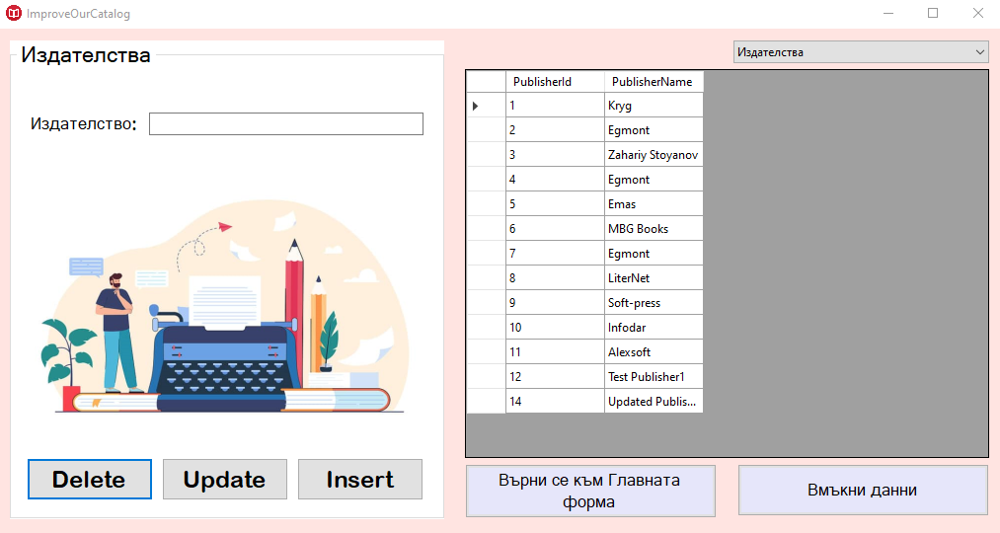 ImproveOurCatalog
Издателства
Издателство:
Delete
Update
Insert
Издателства
PublisherId PublisherName
1 Kryg
2 Egmont
3 Zahariy Stoyanov
4 Egmont
5 Emas
6 MBG Books
7 Egmont
8 LiterNet
9 Soft-press
10 Infodar
11 Alexsoft
12 Test Publisher1
14 Updated Publis...
Върни се към Главната
форма
Вмъкни данни